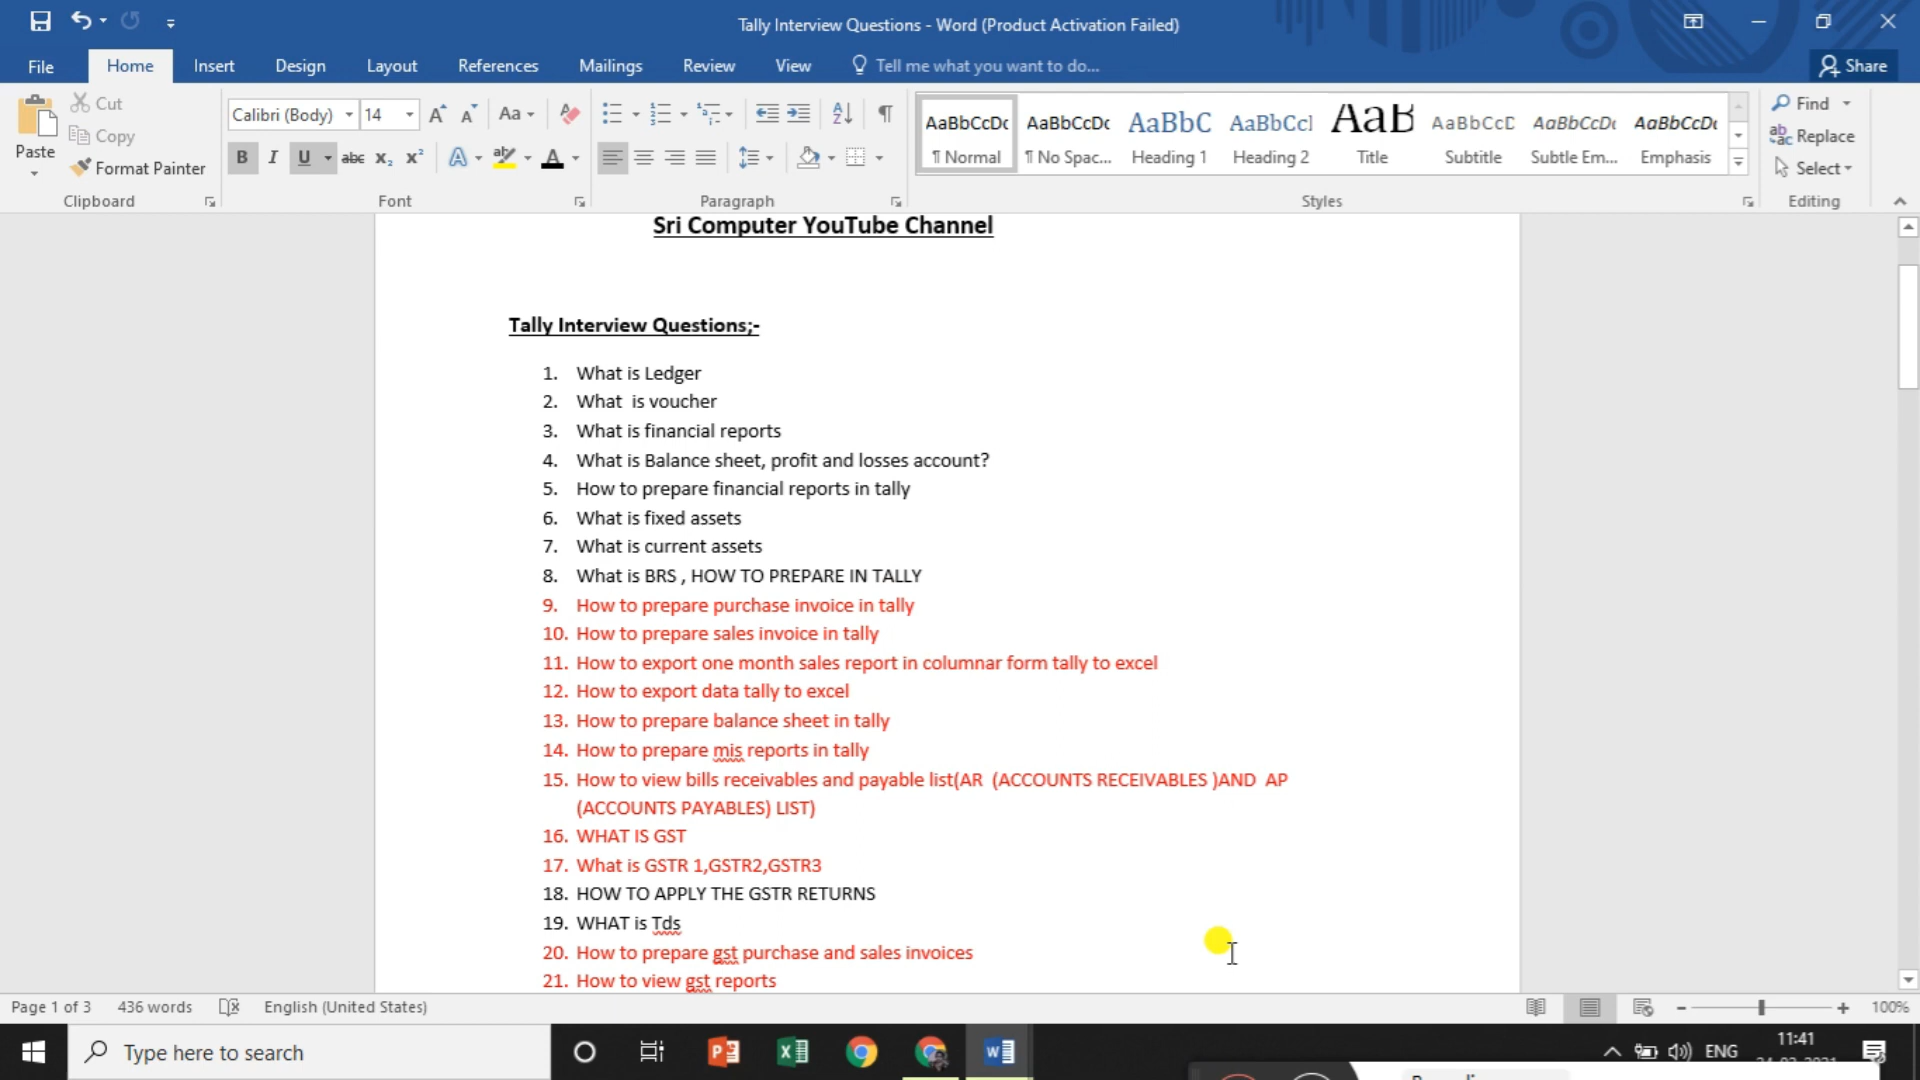 Tally Interview Questions - Word (Product Activation Failed)
File Home Insert Design Layout References Mailings Review View Tell me what you want to do... Share
Paste Cut Copy Format Painter
Clipboard
Calibri (Body) 14 Aa
B I U abc X₂ X² A A
Font
Paragraph
AaBbCcDc AaBbCcDc AaBbC AaBbCcI AaB AaBbCcD AaBbCcDt AaBbCcDt
¶ Normal ¶ No Spac... Heading 1 Heading 2 Title Subtitle Subtle Em... Emphasis
Styles
Find
Replace
Select
Editing
Sri Computer YouTube Channel
Tally Interview Questions;-
1. What is Ledger
2. What  is voucher
3. What is financial reports
4. What is Balance sheet, profit and losses account?
5. How to prepare financial reports in tally
6. What is fixed assets
7. What is current assets
8. What is BRS , HOW TO PREPARE IN TALLY
9. How to prepare purchase invoice in tally
10. How to prepare sales invoice in tally
11. How to export one month sales report in columnar form tally to excel
12. How to export data tally to excel
13. How to prepare balance sheet in tally
14. How to prepare mis reports in tally
15. How to view bills receivables and payable list(AR  (ACCOUNTS RECEIVABLES )AND  AP
(ACCOUNTS PAYABLES) LIST)
16. WHAT IS GST
17. What is GSTR 1,GSTR2,GSTR3
18. HOW TO APPLY THE GSTR RETURNS
19. WHAT is Tds
20. How to prepare gst purchase and sales invoices
21. How to view gst reports
Page 1 of 3 436 words English (United States) 100%
Type here to search ENG 11:41